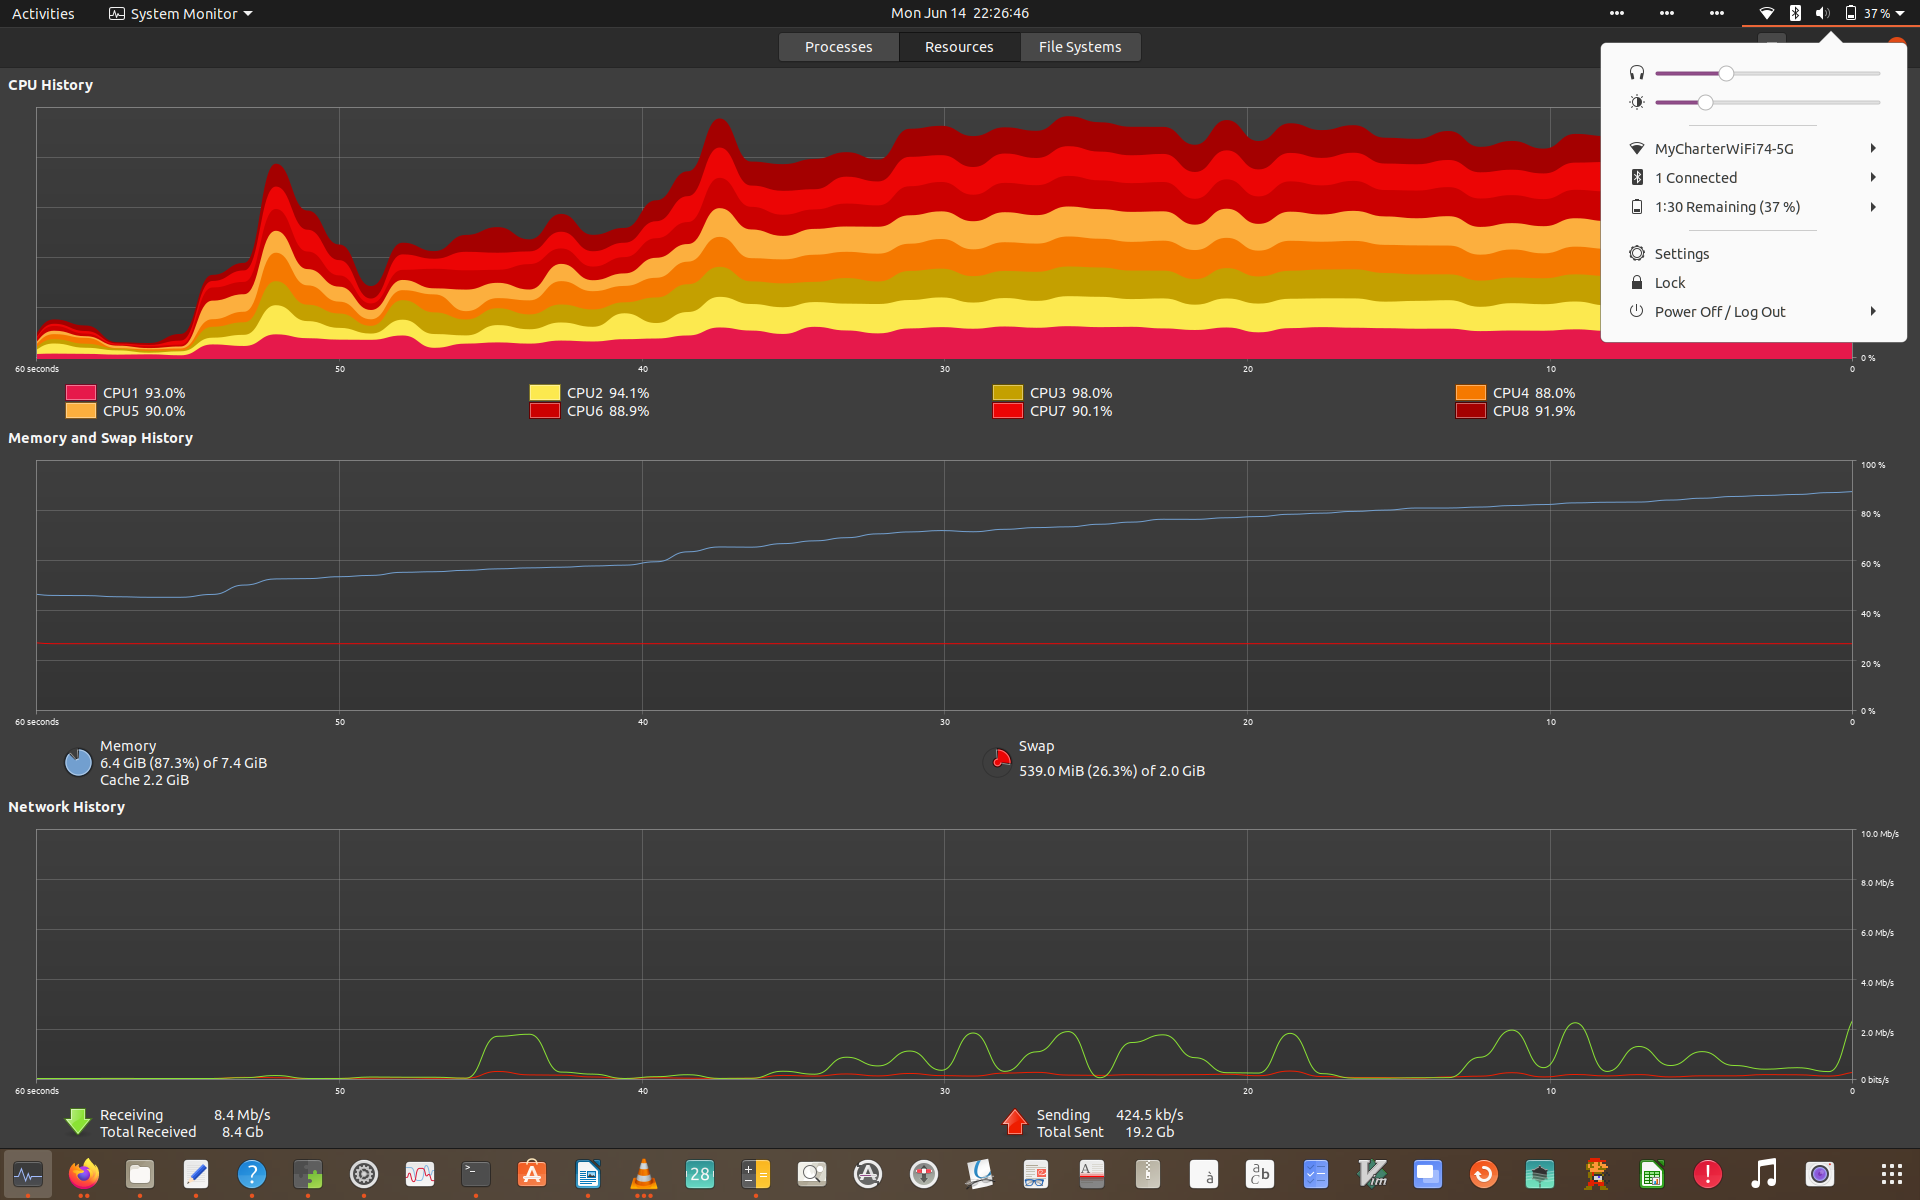 Activities System Monitor Mon Jun 14 22:26:46 37 %
Processes Resources File Systems
CPU History
MyCharterWiFi74-5G
1 Connected
1:30 Remaining (37 %)
Settings
Lock
Power Off / Log Out
0 %
60 seconds 50 40 30 20 10 0
CPU1 93.0% CPU2 94.1% CPU3 98.0% CPU4 88.0%
CPU5 90.0% CPU6 88.9% CPU7 90.1% CPU8 91.9%
Memory and Swap History
100 %
80 %
60 %
40 %
20 %
0 %
60 seconds 50 40 30 20 10 0
Memory
6.4 GiB (87.3%) of 7.4 GiB
Cache 2.2 GiB
Swap
539.0 MiB (26.3%) of 2.0 GiB
Network History
10.0 Mb/s
8.0 Mb/s
6.0 Mb/s
4.0 Mb/s
2.0 Mb/s
0 bits/s
60 seconds 50 40 30 20 10 0
Receiving 8.4 Mb/s
Total Received 8.4 Gb
Sending 424.5 kb/s
Total Sent 19.2 Gb
28
à
a b c
Vim